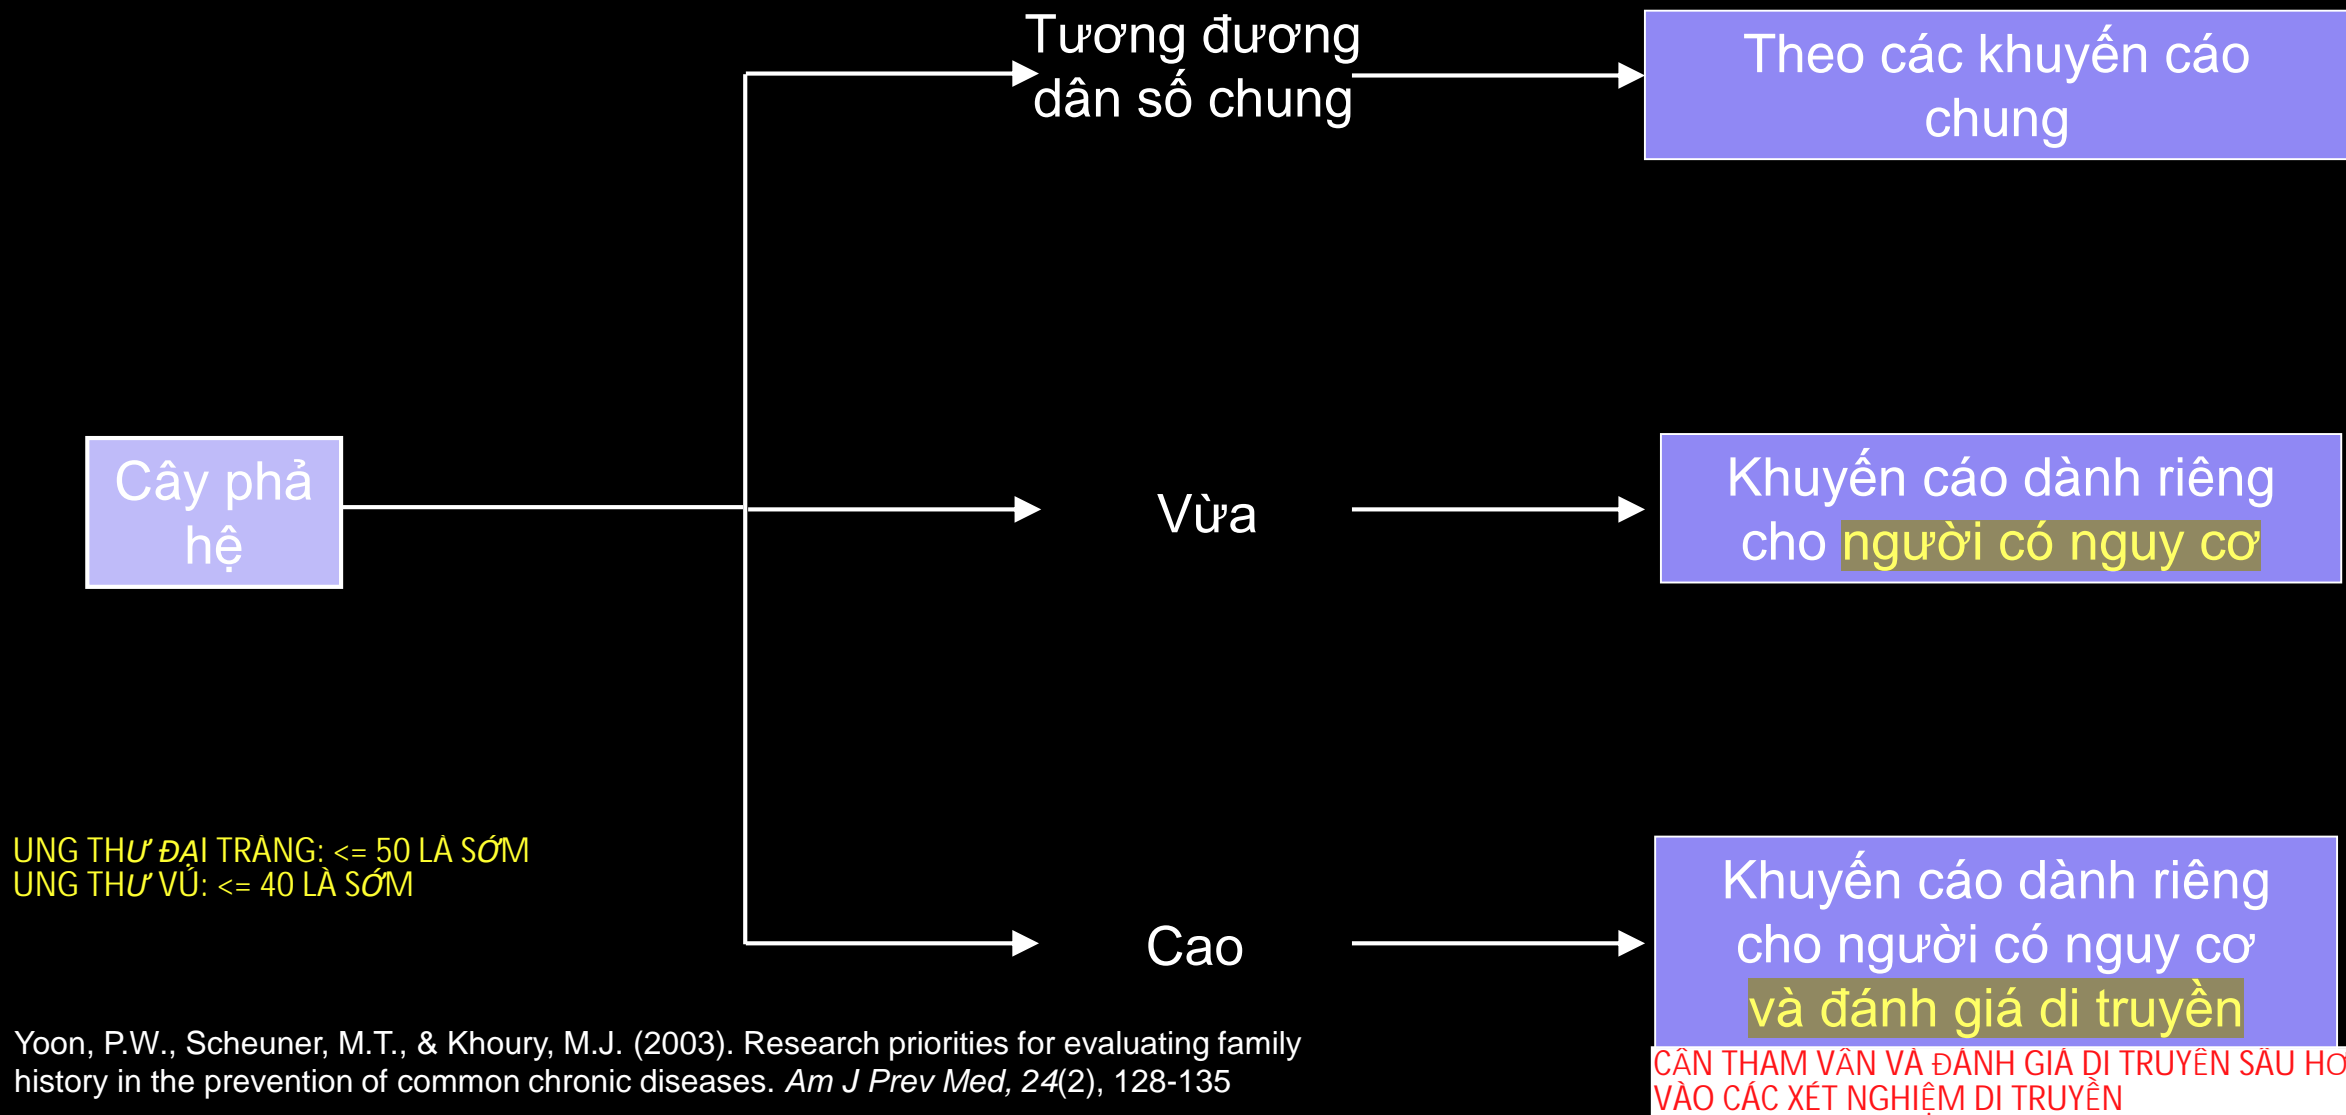 Tương đương
dân số chung
Theo các khuyến cáo
chung
Cây phả
hệ
Vừa
Khuyến cáo dành riêng
cho người có nguy cơ
UNG THƯ ĐẠI TRÀNG: <= 50 LÀ SỚM
UNG THƯ VÚ: <= 40 LÀ SỚM
Cao
Khuyến cáo dành riêng
cho người có nguy cơ
và đánh giá di truyền
Yoon, P.W., Scheuner, M.T., & Khoury, M.J. (2003). Research priorities for evaluating family
history in the prevention of common chronic diseases. Am J Prev Med, 24(2), 128-135
CẦN THAM VẤN VÀ ĐÁNH GIÁ DI TRUYỀN SÂU
VÀO CÁC XÉT NGHIỆM DI TRUYỀN